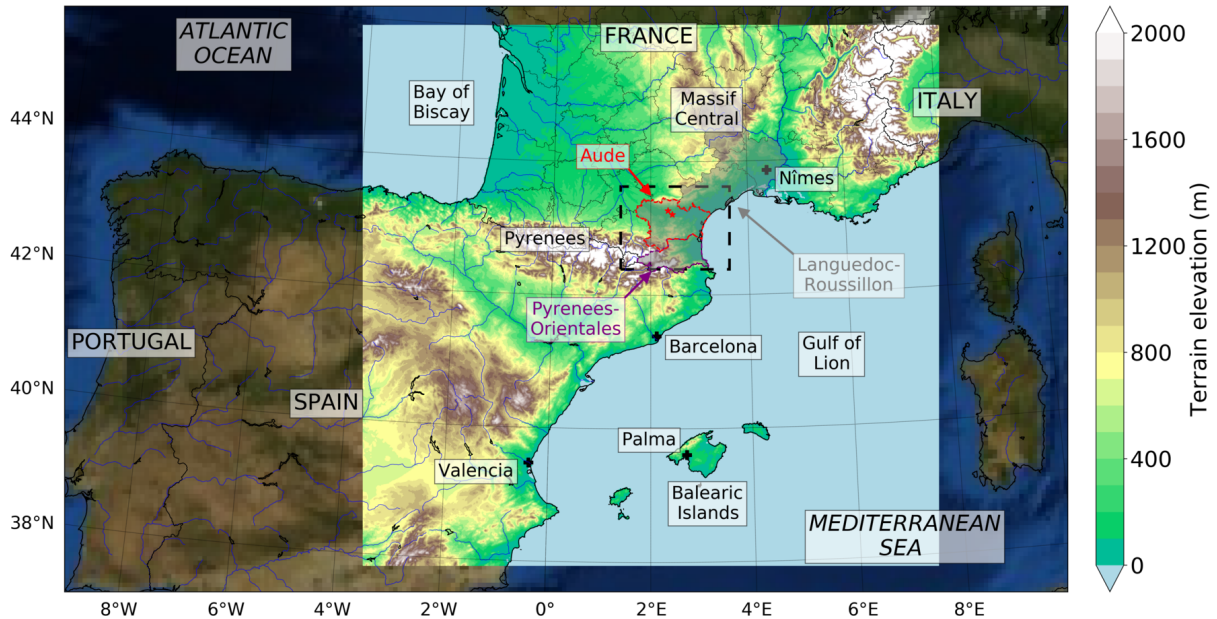 ATLANTIC
OCEAN
FRANCE
Bay of
Biscay
Massif
Central
ITALY
Aude
Nîmes
Pyrenees
Languedoc-
Roussillon
Pyrenees-
Orientales
PORTUGAL
Barcelona
Gulf of
Lion
SPAIN
Palma
Valencia
Balearic
Islands
MEDITERRANEAN
SEA
44°N
42°N
40°N
38°N
8°W
6°W
4°W
2°W
0°
2°E
4°E
6°E
8°E
2000
1600
1200
800
400
0
Terrain elevation (m)